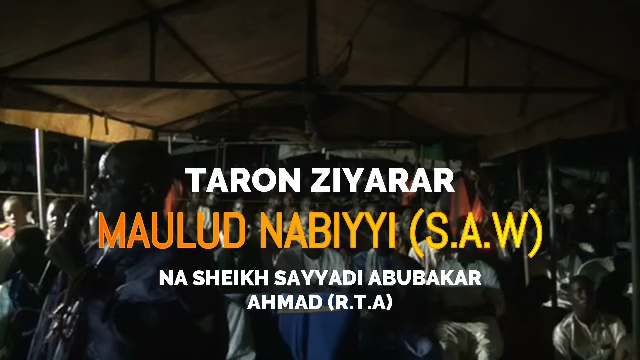 TARON ZIYARAR
MAULUD NABIYYI (S.A.W)
NA SHEIKH SAYYADI ABUBAKAR
AHMAD (R.T.A)